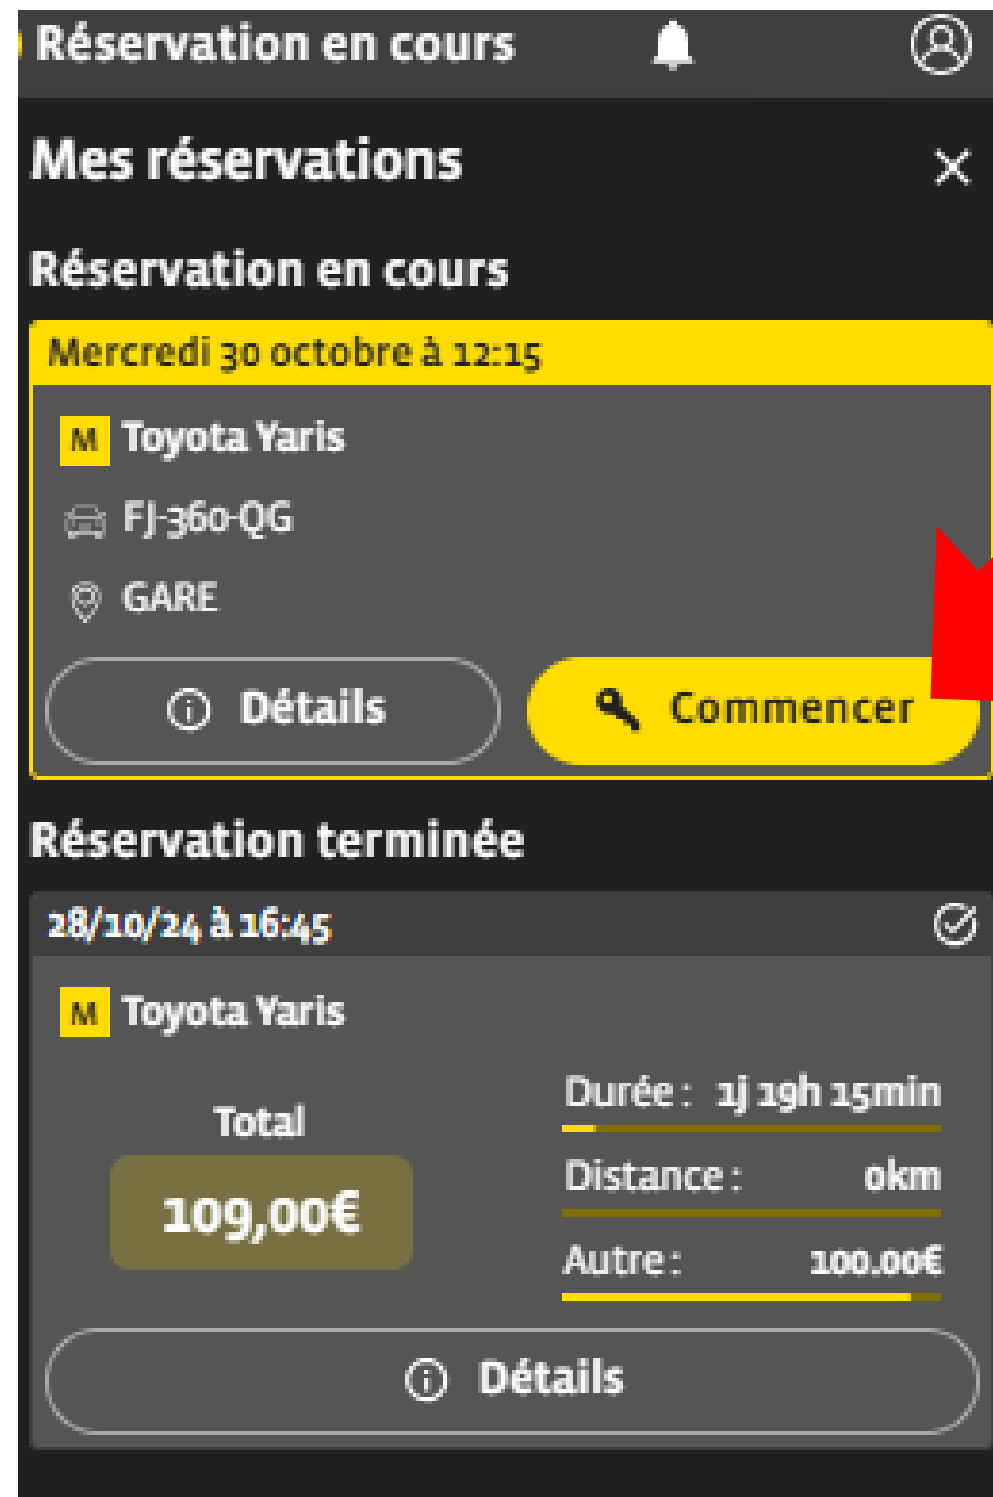 Réservation en cours
Mes réservations
Réservation en cours
Mercredi 30 octobre à 12:15
M Toyota Yaris
FJ-360-QG
GARE
Détails
Commencer
Réservation terminée
28/10/24 à 16:45
M Toyota Yaris
Total
109,00€
Durée : 1j 19h 15min
Distance : 0km
Autre : 100.00€
Détails